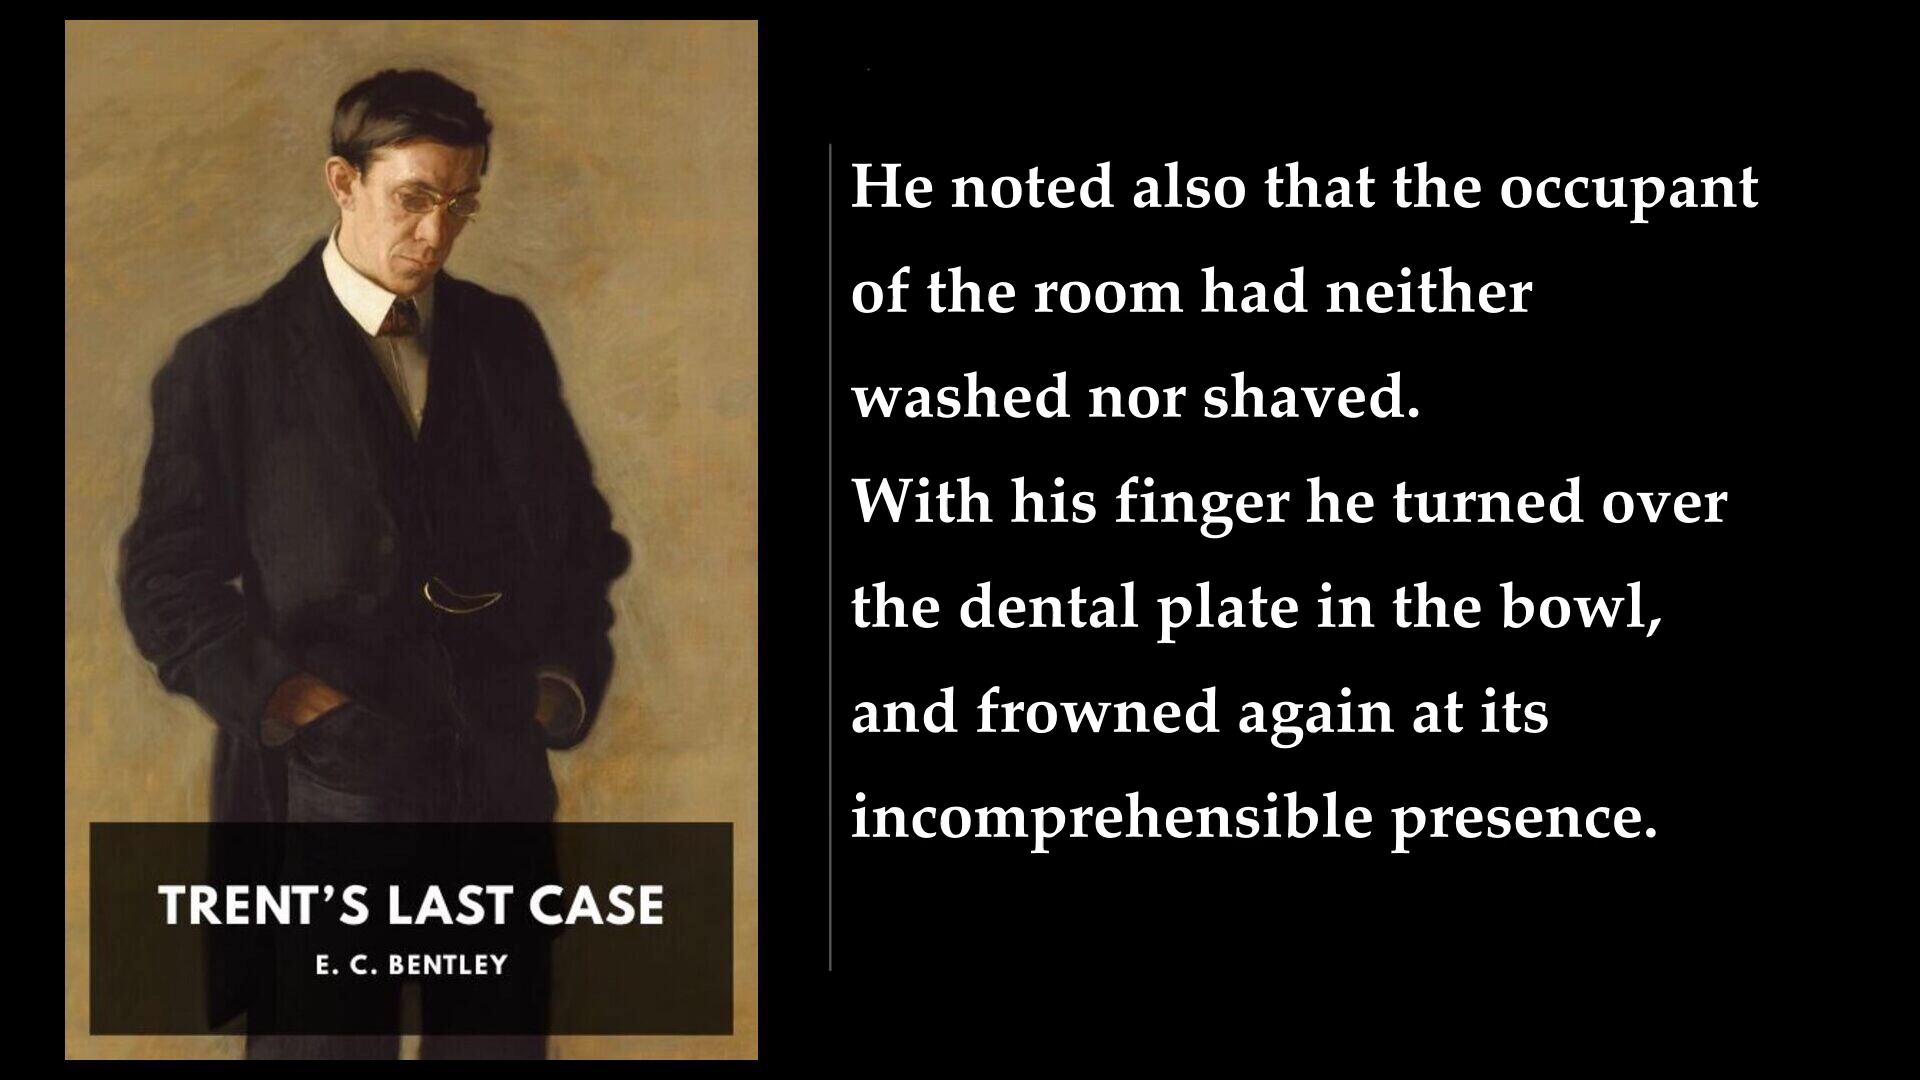 He noted also that the occupant
of the room had neither
washed nor shaved.
With his finger he turned over
the dental plate in the bowl,
and frowned again at its
incomprehensible presence.
TRENT’S LAST CASE
E. C. BENTLEY